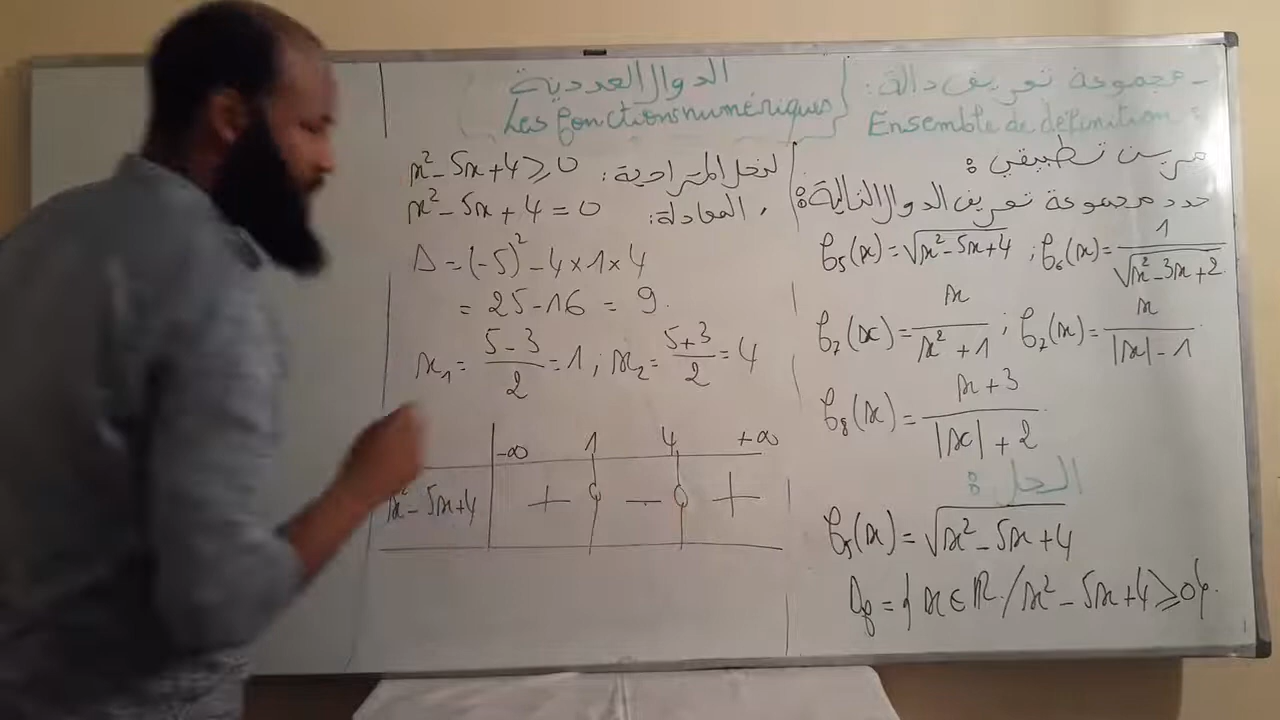 - مجموعة تعريف دالة:
Ensemble de définition:
الدوال العددية
Les fonctions numériques
تمرين تطبيقي:
حدد مجموعة تعريف الدوال التالية:
f₅(x) = √(x² - 5x + 4) ; f₆(x) = 1/√(x² - 3x + 2)
f₇(x) = x/(x² + 1) ; f₇(x) = x/(|x| - 1)
f₈(x) = (x + 3)/(|x| + 2)
الحل:
f₅(x) = √(x² - 5x + 4)
D_f = {x ∈ ℝ / x² - 5x + 4 ⩾ 0}
لنحل المتراجحة: x² - 5x + 4 ⩾ 0
المعادلة: x² - 5x + 4 = 0
Δ = (-5)² - 4 × 1 × 4
= 25 - 16 = 9
x₁ = (5 - 3)/2 = 1 ; x₂ = (5 + 3)/2 = 4
-∞ 1 4 +∞
x² - 5x + 4 + 0 - 0 +